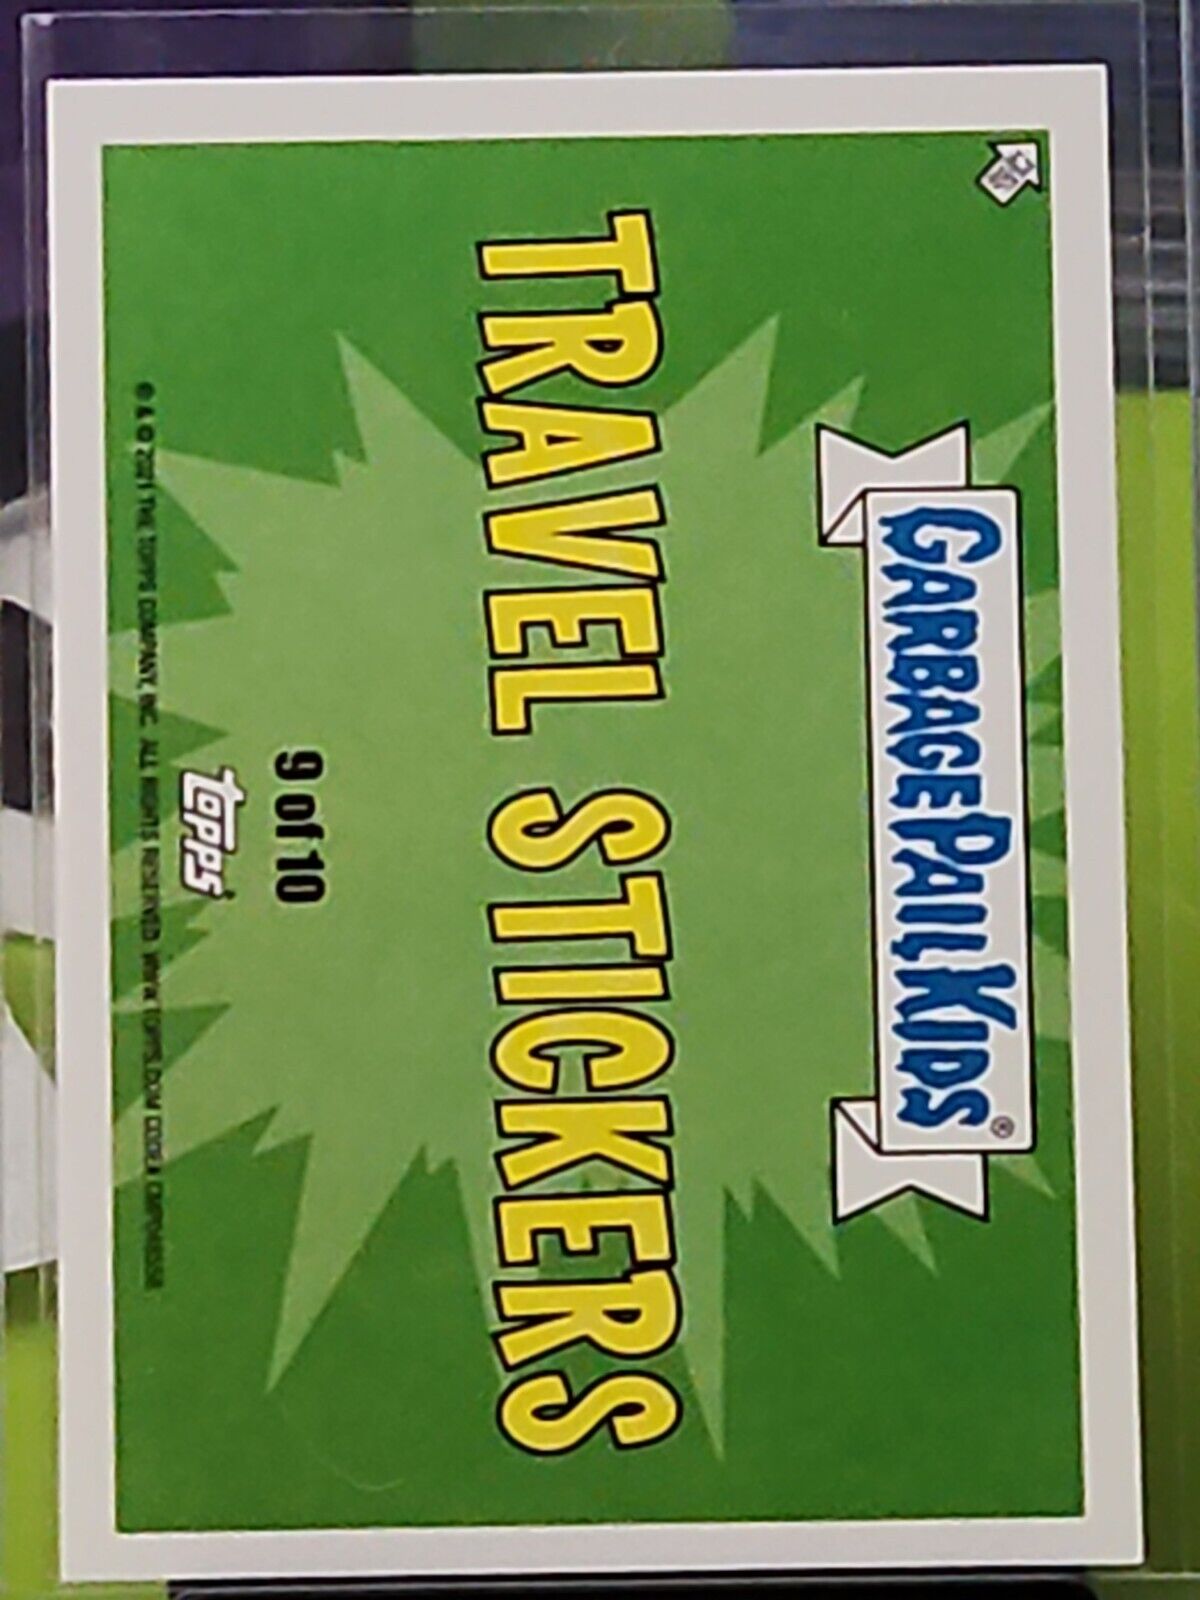 GARBAGE PAIL KIDS®
TRAVEL STICKERS
9 of 10
topps®
® & © 2021 THE TOPPS COMPANY, INC. ALL RIGHTS RESERVED. WWW.TOPPS.COM CODE#